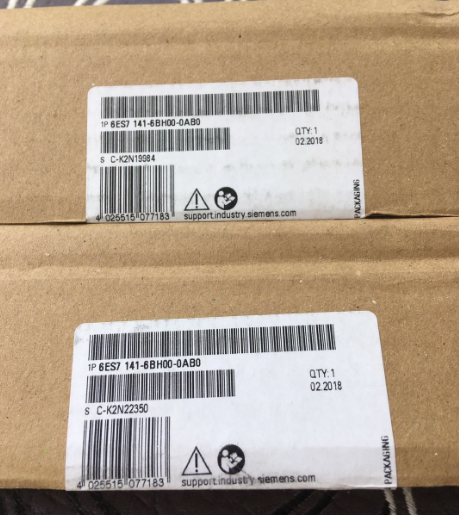 1P 6ES7 141-6BH00-0AB0
QTY: 1
02.2018
S C-K2N19984
4 025515 077183
support.industry.siemens.com
PACKAGING
1P 6ES7 141-6BH00-0AB0
QTY: 1
02.2018
S C-K2N22350
4 025515 077183
support.industry.siemens.com
PACKAGING